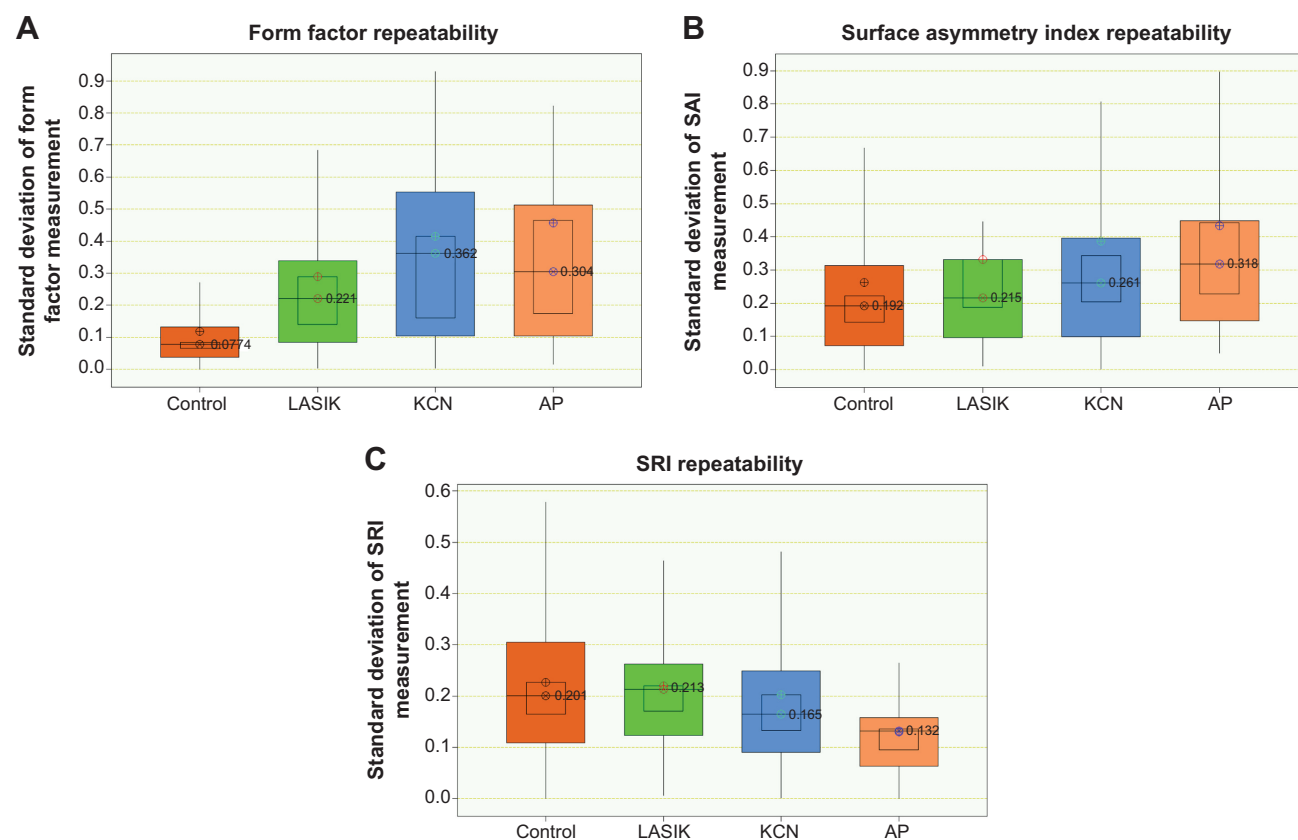 A
Form factor repeatability
Standard deviation of form
factor measurement
0.9
0.8
0.7
0.6
0.5
0.4
0.3
0.2
0.1
0.0
0.0774
0.221
0.362
0.304
Control LASIK KCN AP
B
Surface asymmetry index repeatability
Standard deviation of SAI
measurement
0.9
0.8
0.7
0.6
0.5
0.4
0.3
0.2
0.1
0.0
0.192
0.215
0.261
0.318
Control LASIK KCN AP
C
SRI repeatability
Standard deviation of SRI
measurement
0.6
0.5
0.4
0.3
0.2
0.1
0.0
0.201
0.213
0.165
0.132
Control LASIK KCN AP